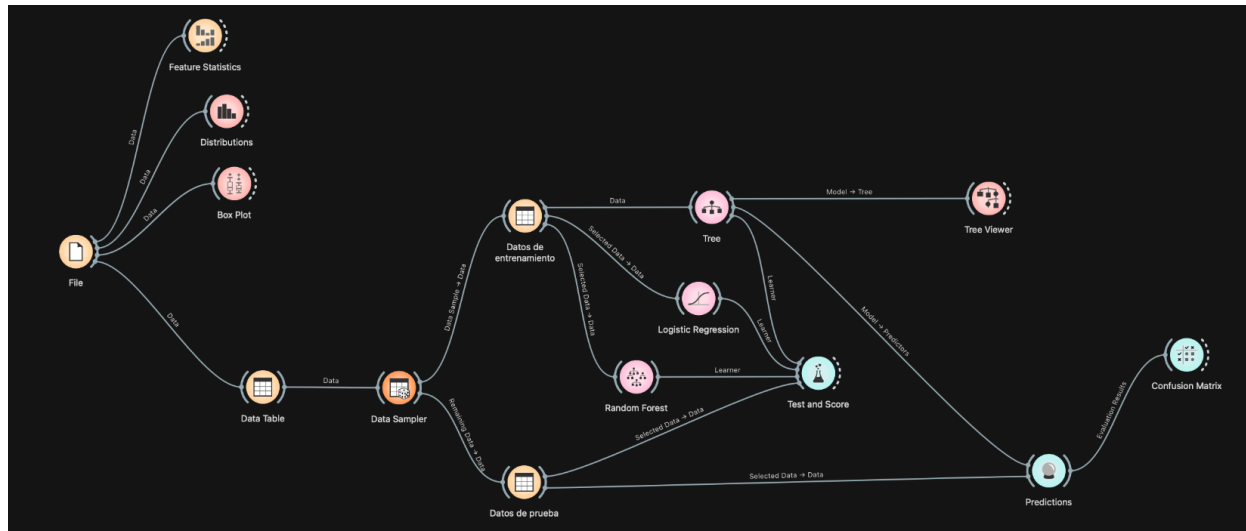 Feature Statistics
Data
Distributions
Data
Box Plot
Data
File
Data
Data Table
Data
Data Sampler
Data Sample → Data
Remaining Data → Data
Datos de
entrenamiento
Data
Selected Data → Data
Selected Data → Data
Tree
Model → Tree
Tree Viewer
Learner
Logistic Regression
Learner
Random Forest
Learner
Test and Score
Model → Predictors
Datos de prueba
Selected Data → Data
Selected Data → Data
Predictions
Evaluation Results
Confusion Matrix